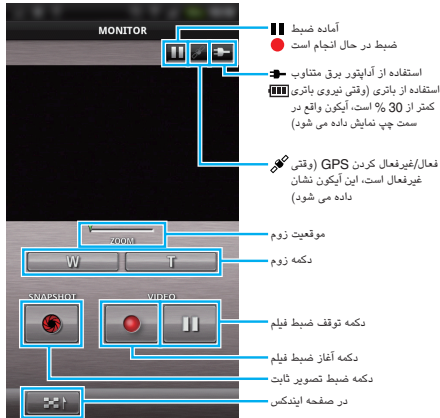 MONITOR
آماده ضبط
ضبط در حال انجام است
استفاده از آداپتور برق متناوب
استفاده از باتری (وقتی نیروی باتری
کمتر از 30 % است، آیکون واقع در
سمت چپ نمایش داده می شود)
فعال/غیرفعال کردن GPS (وقتی
غیرفعال است، این آیکون نشان
داده می شود)
موقعیت زوم
ZOOM
دکمه زوم
W
T
SNAPSHOT
VIDEO
دکمه توقف ضبط فیلم
دکمه آغاز ضبط فیلم
دکمه ضبط تصویر ثابت
در صفحه ایندکس